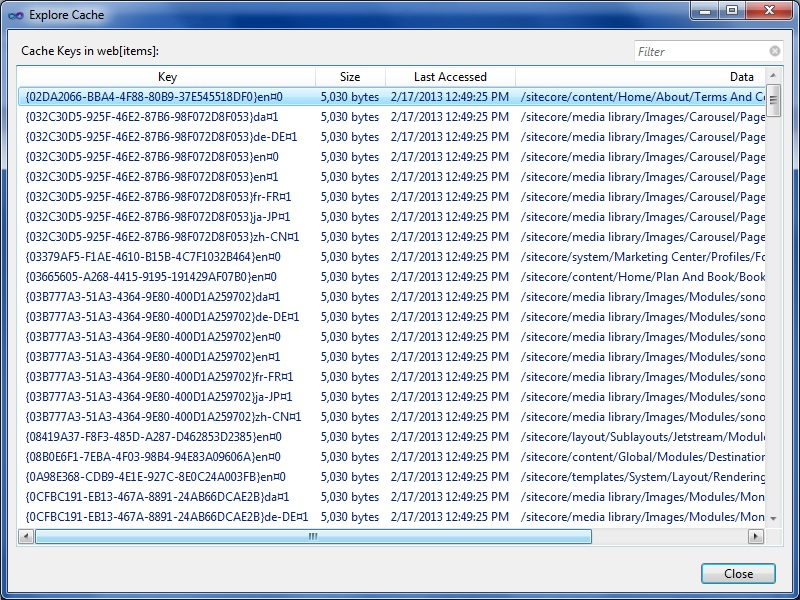 Explore Cache
Cache Keys in web[items]:
Filter
Key Size Last Accessed Data
{02DA2066-BBA4-4F88-80B9-37E545518DF0}en¤0 5,030 bytes 2/17/2013 12:49:25 PM /sitecore/content/Home/About/Terms And Co
{032C30D5-925F-46E2-87B6-98F072D8F053}da¤1 5,030 bytes 2/17/2013 12:49:25 PM /sitecore/media library/Images/Carousel/Page
{032C30D5-925F-46E2-87B6-98F072D8F053}de-DE¤1 5,030 bytes 2/17/2013 12:49:25 PM /sitecore/media library/Images/Carousel/Page
{032C30D5-925F-46E2-87B6-98F072D8F053}en¤0 5,030 bytes 2/17/2013 12:49:25 PM /sitecore/media library/Images/Carousel/Page
{032C30D5-925F-46E2-87B6-98F072D8F053}en¤1 5,030 bytes 2/17/2013 12:49:25 PM /sitecore/media library/Images/Carousel/Page
{032C30D5-925F-46E2-87B6-98F072D8F053}fr-FR¤1 5,030 bytes 2/17/2013 12:49:25 PM /sitecore/media library/Images/Carousel/Page
{032C30D5-925F-46E2-87B6-98F072D8F053}ja-JP¤1 5,030 bytes 2/17/2013 12:49:25 PM /sitecore/media library/Images/Carousel/Page
{032C30D5-925F-46E2-87B6-98F072D8F053}zh-CN¤1 5,030 bytes 2/17/2013 12:49:25 PM /sitecore/media library/Images/Carousel/Page
{03379AF5-F1AE-4610-B15B-4C7F1032B464}en¤0 5,030 bytes 2/17/2013 12:49:25 PM /sitecore/system/Marketing Center/Profiles/Fo
{03665605-A268-4415-9195-191429AF07B0}en¤0 5,030 bytes 2/17/2013 12:49:25 PM /sitecore/content/Home/Plan And Book/Book
{03B777A3-51A3-4364-9E80-400D1A259702}da¤1 5,030 bytes 2/17/2013 12:49:25 PM /sitecore/media library/Images/Modules/sono
{03B777A3-51A3-4364-9E80-400D1A259702}de-DE¤1 5,030 bytes 2/17/2013 12:49:25 PM /sitecore/media library/Images/Modules/sono
{03B777A3-51A3-4364-9E80-400D1A259702}en¤0 5,030 bytes 2/17/2013 12:49:25 PM /sitecore/media library/Images/Modules/sono
{03B777A3-51A3-4364-9E80-400D1A259702}en¤1 5,030 bytes 2/17/2013 12:49:25 PM /sitecore/media library/Images/Modules/sono
{03B777A3-51A3-4364-9E80-400D1A259702}fr-FR¤1 5,030 bytes 2/17/2013 12:49:25 PM /sitecore/media library/Images/Modules/sono
{03B777A3-51A3-4364-9E80-400D1A259702}ja-JP¤1 5,030 bytes 2/17/2013 12:49:25 PM /sitecore/media library/Images/Modules/sono
{03B777A3-51A3-4364-9E80-400D1A259702}zh-CN¤1 5,030 bytes 2/17/2013 12:49:25 PM /sitecore/media library/Images/Modules/sono
{08419A37-F8F3-485D-A287-D462853D2385}en¤0 5,030 bytes 2/17/2013 12:49:25 PM /sitecore/layout/Sublayouts/Jetstream/Module
{08B0E6F1-7EBA-4F03-98B4-94E83A09606A}en¤0 5,030 bytes 2/17/2013 12:49:25 PM /sitecore/content/Global/Modules/Destination
{0A98E368-CDB9-4E1E-927C-8E0C24A003FB}en¤0 5,030 bytes 2/17/2013 12:49:25 PM /sitecore/templates/System/Layout/Rendering
{0CFBC191-EB13-467A-8891-24AB66DCAE2B}da¤1 5,030 bytes 2/17/2013 12:49:25 PM /sitecore/media library/Images/Modules/Mon
{0CFBC191-EB13-467A-8891-24AB66DCAE2B}de-DE¤1 5,030 bytes 2/17/2013 12:49:25 PM /sitecore/media library/Images/Modules/Mon
Close